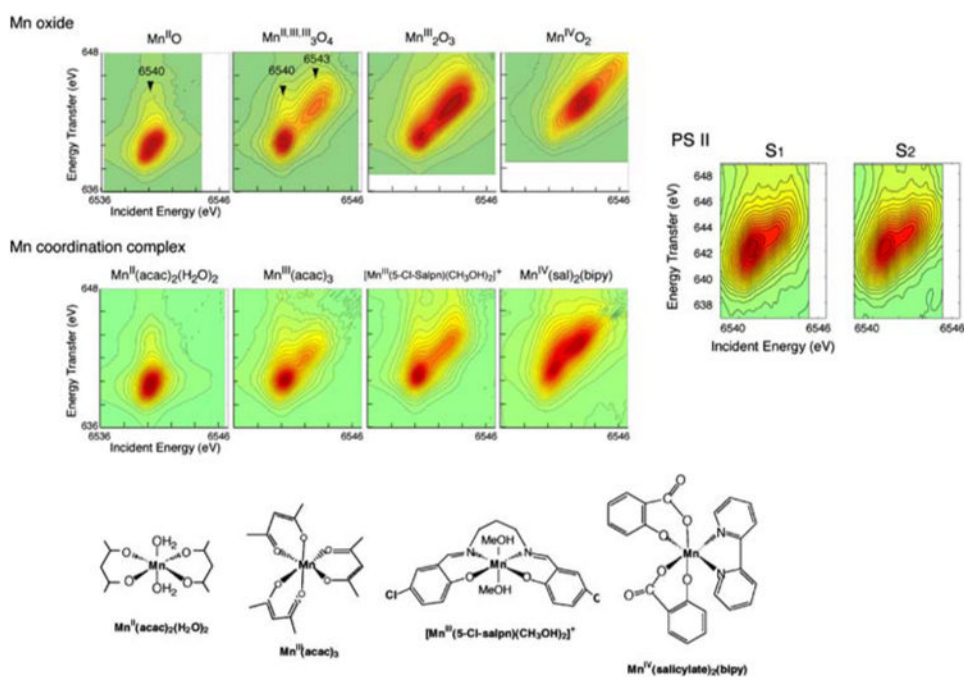 Mn oxide
Mn^II O
Mn^II,III,III ₃O₄
Mn^III ₂O₃
Mn^IV O₂
648
6540
6540
6543
Energy Transfer (eV)
636
6536
6546
6546
6546
6546
Incident Energy (eV)
PS II
S₁
S₂
648
646
644
642
640
638
Energy Transfer (eV)
6540
6546
6540
6546
Incident Energy (eV)
Mn coordination complex
Mn^II(acac)₂(H₂O)₂
Mn^III(acac)₃
[Mn^III(5-Cl-Salpn)(CH₃OH)₂]⁺
Mn^IV(sal)₂(bipy)
648
Energy Transfer (eV)
636
6536
6546
6546
6546
6546
Incident Energy (eV)
OH₂
O
O
Mn
O
O
OH₂
Mn^II(acac)₂(H₂O)₂
O
O
O
Mn
O
O
O
Mn^II(acac)₃
N
MeOH
N
Mn
O
MeOH
O
Cl
C
[Mn^III(5-Cl-salpn)(CH₃OH)₂]⁺
O
C
O
O
Mn
N
N
O
O
C
O
Mn^IV(salicylate)₂(bipy)